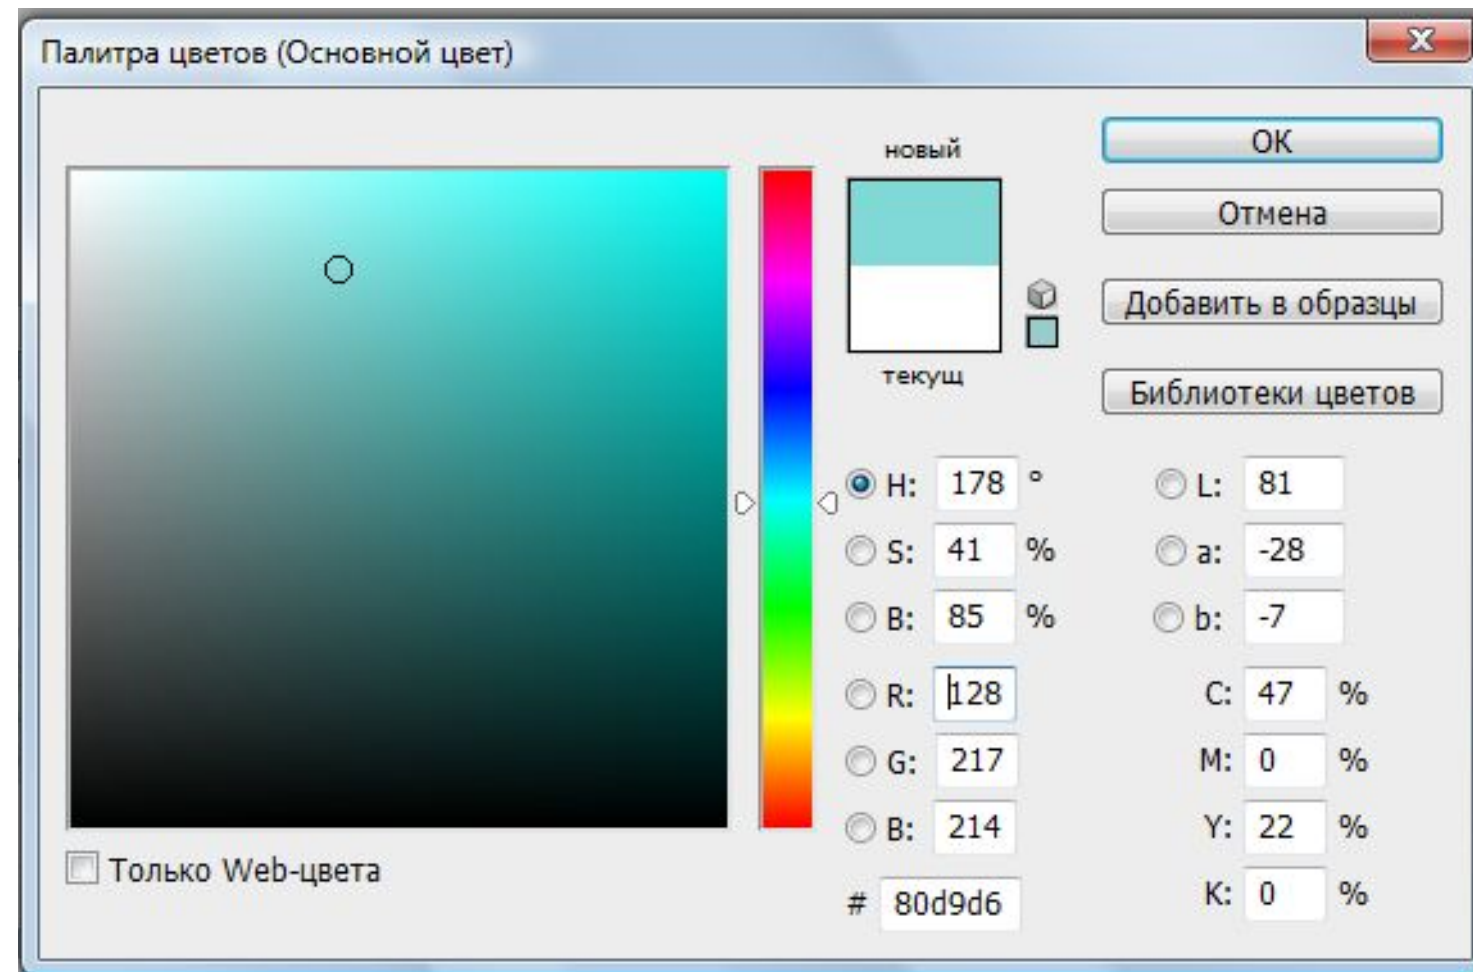 Палитра цветов (Основной цвет)
новый
текущ
ОК
Отмена
Добавить в образцы
Библиотеки цветов
H: 178 °
S: 41 %
B: 85 %
R: 128
G: 217
B: 214
# 80d9d6
L: 81
a: -28
b: -7
C: 47 %
M: 0 %
Y: 22 %
K: 0 %
Только Web-цвета